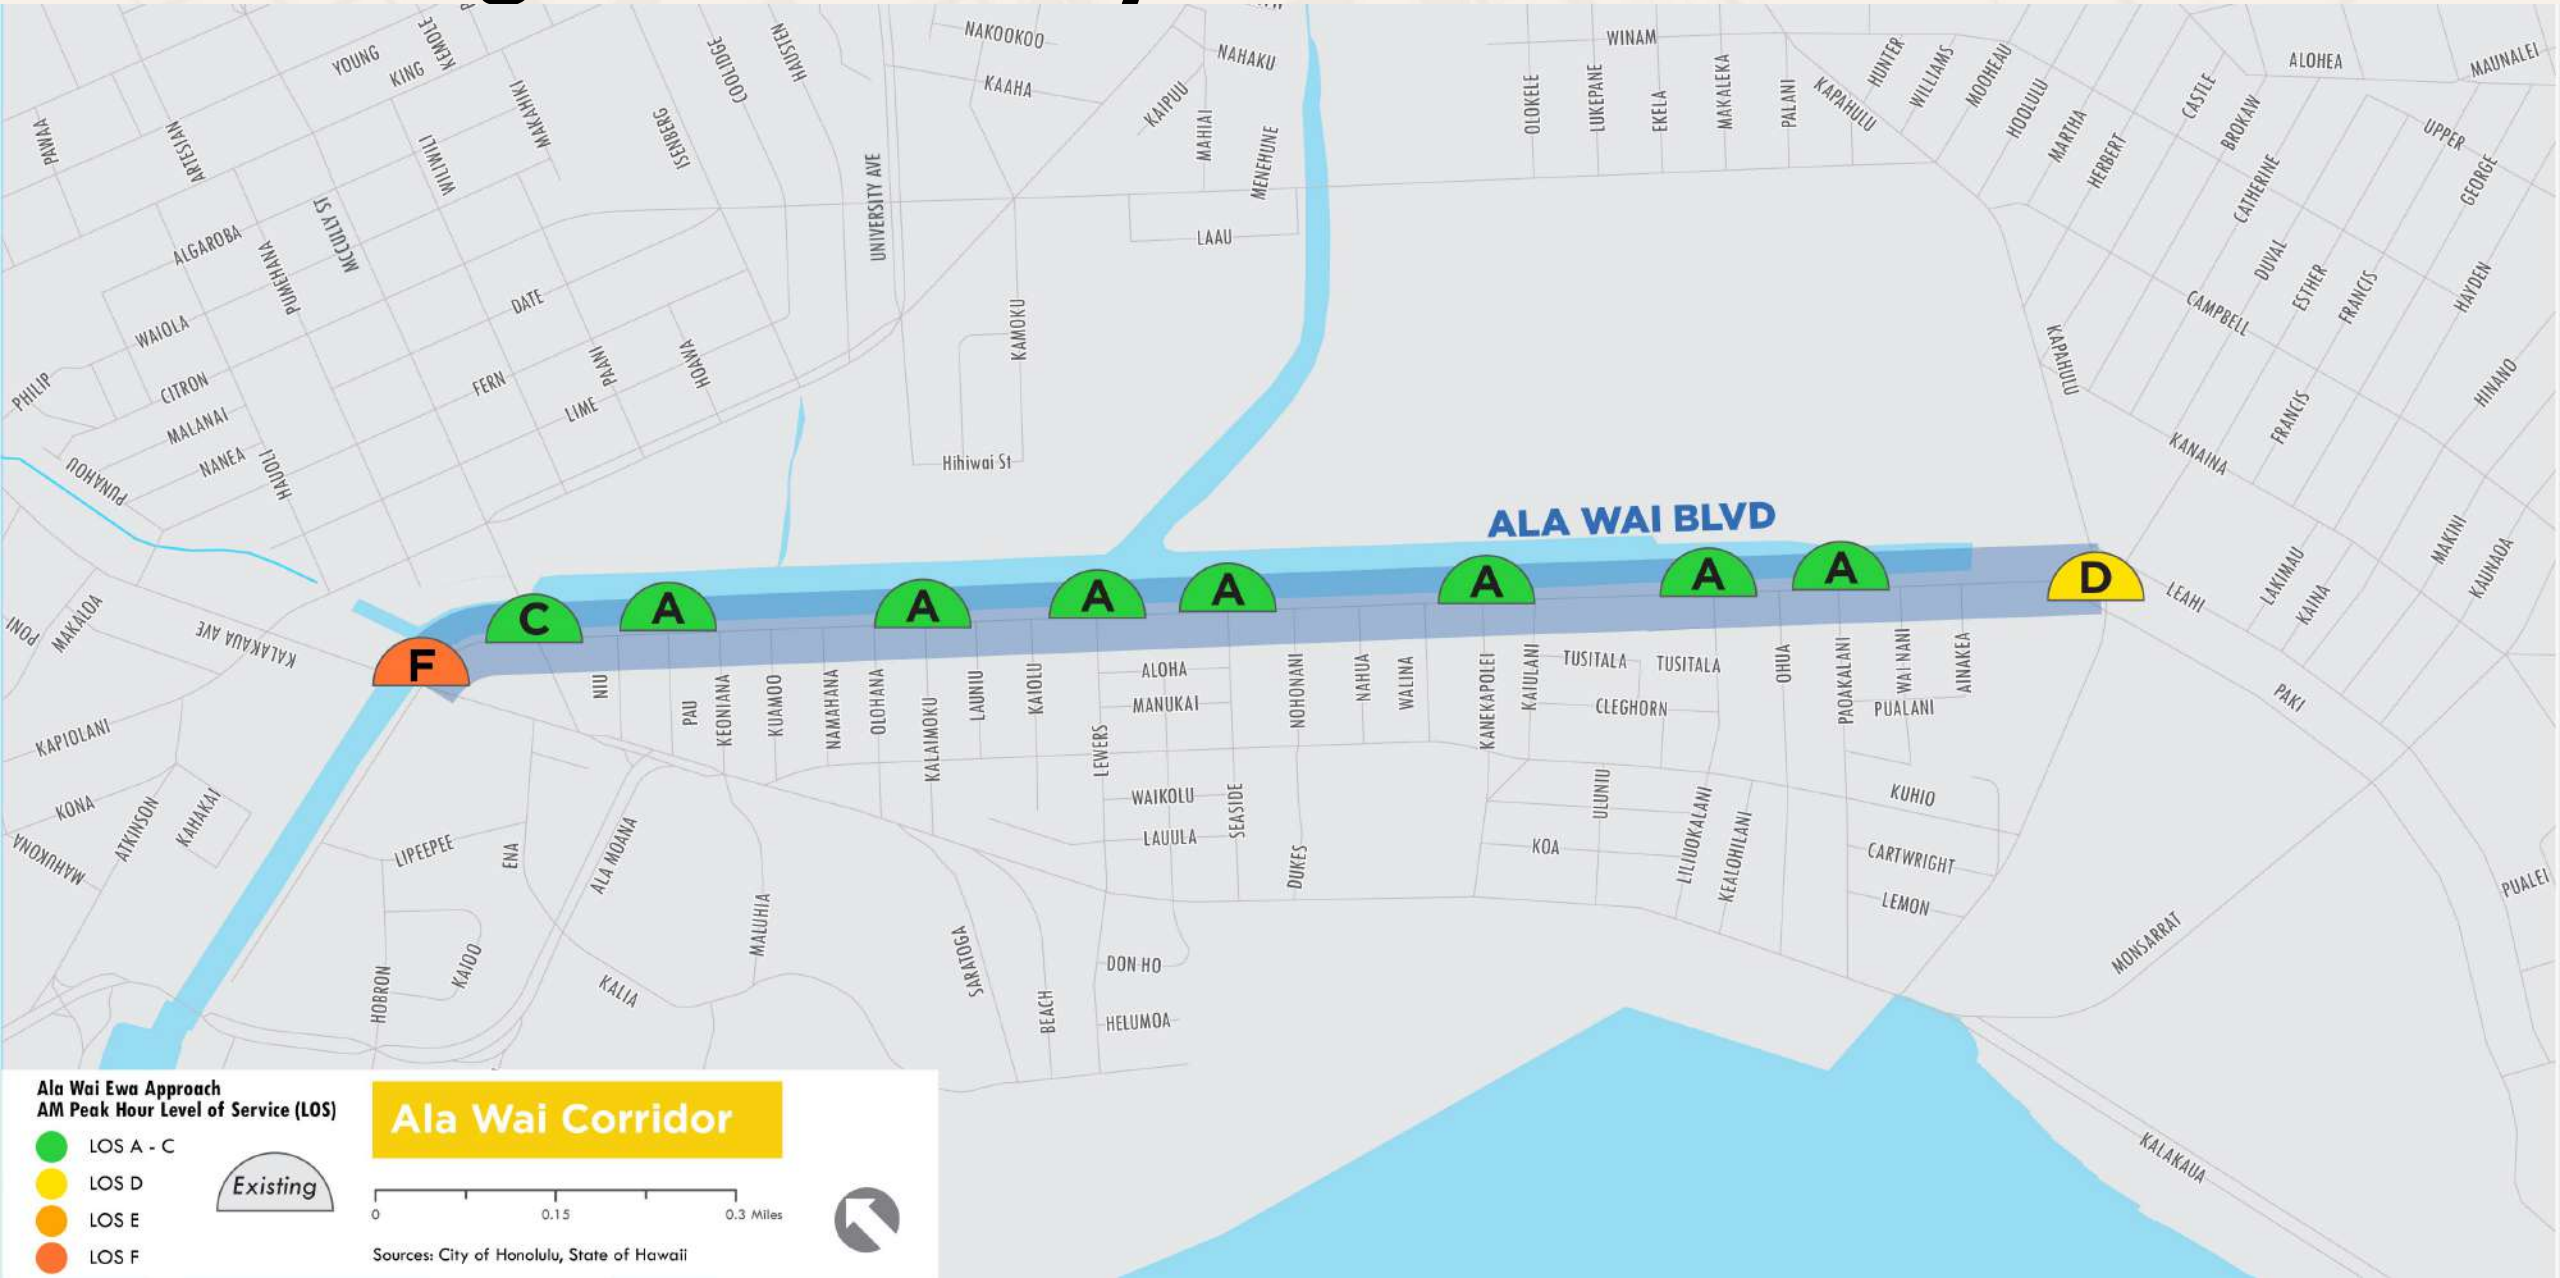 YOUNG
KING
KEMOLE
PAWAA
ARTESIAN
WILIWILI
MAKAHIKI
ISENBERG
COOLIDGE
HAUSTEN
UNIVERSITY AVE
NAKOOKOO
KAAHA
NAHAKU
KAIPUU
MAHIAI
MENEHUNE
LAAU
WINAM
OLOKELE
LUKEPANE
EKELA
MAKALEKA
PALANI
KAPAHULU
HUNTER
WILLIAMS
MOOHEAU
HOOLULU
MARTHA
HERBERT
CASTLE
BROKAW
CATHERINE
ALOHEA
MAUNALEI
UPPER
GEORGE
DUVAL
ESTHER
FRANCIS
HAYDEN
CAMPBELL
KAPAHULU
HINANO
FRANCIS
KANAINA
MAKINI
KAUNAOA
LAKIMAU
KAINA
LEAHI
PAKI
ALGAROBA
PUMEHANA
MCCULLY ST
WAIOLA
DATE
PHILIP
CITRON
MALANAI
NANEA
HAUOLI
PUNAHOU
FERN
LIME
PAANI
HOAWA
KAMOKU
Hihiwai St
ALA WAI BLVD
F
C
A
A
A
A
A
A
A
D
PONI
MAKALOA
KALAKAUA AVE
KAPIOLANI
KONA
MAHUKONA
ATKINSON
KAHAKAI
NIU
PAU
KEONIANA
KUAMOO
NAMAHANA
OLOHANA
KALAIMOKU
LAUNIU
KAIOLU
LEWERS
ALOHA
MANUKAI
WAIKOLU
LAUULA
SEASIDE
NOHONANI
DUKES
NAHUA
WALINA
KANEKAPOLEI
KAIULANI
TUSITALA
TUSITALA
CLEGHORN
OHUA
PAOAKALANI
WAI NANI
PUALANI
AINAKEA
ULUNIU
KOA
LILIUOKALANI
KEALOHILANI
KUHIO
CARTWRIGHT
LEMON
MONSARRAT
PUALEI
KALAKAUA
LIPEEPEE
ENA
ALA MOANA
HOBRON
KAIOO
KALIA
MALUHIA
SARATOGA
BEACH
DON HO
HELUMOA
Ala Wai Ewa Approach
AM Peak Hour Level of Service (LOS)
LOS A - C
LOS D
LOS E
LOS F
Existing
Ala Wai Corridor
0 0.15 0.3 Miles
Sources: City of Honolulu, State of Hawaii